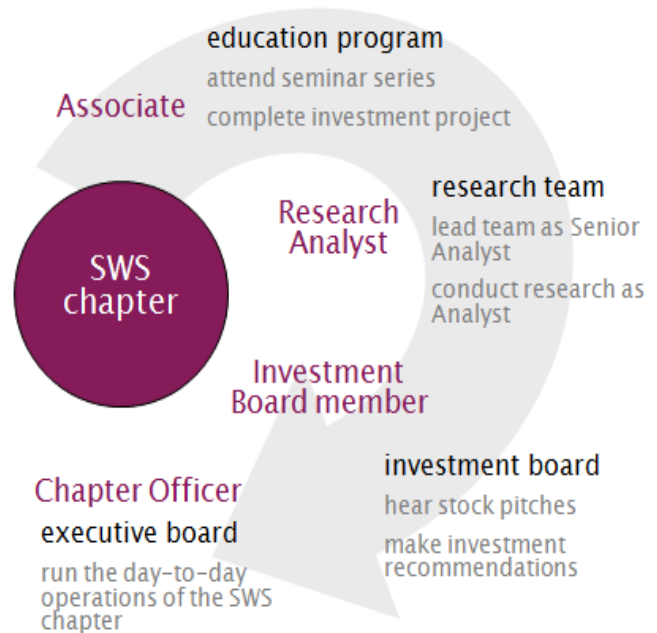 education program
attend seminar series
Associate
complete investment project
research team
Research
Analyst
lead team as Senior
Analyst
conduct research as
Analyst
SWS
chapter
Investment
Board member
investment board
hear stock pitches
make investment
recommendations
Chapter Officer
executive board
run the day-to-day
operations of the SWS
chapter